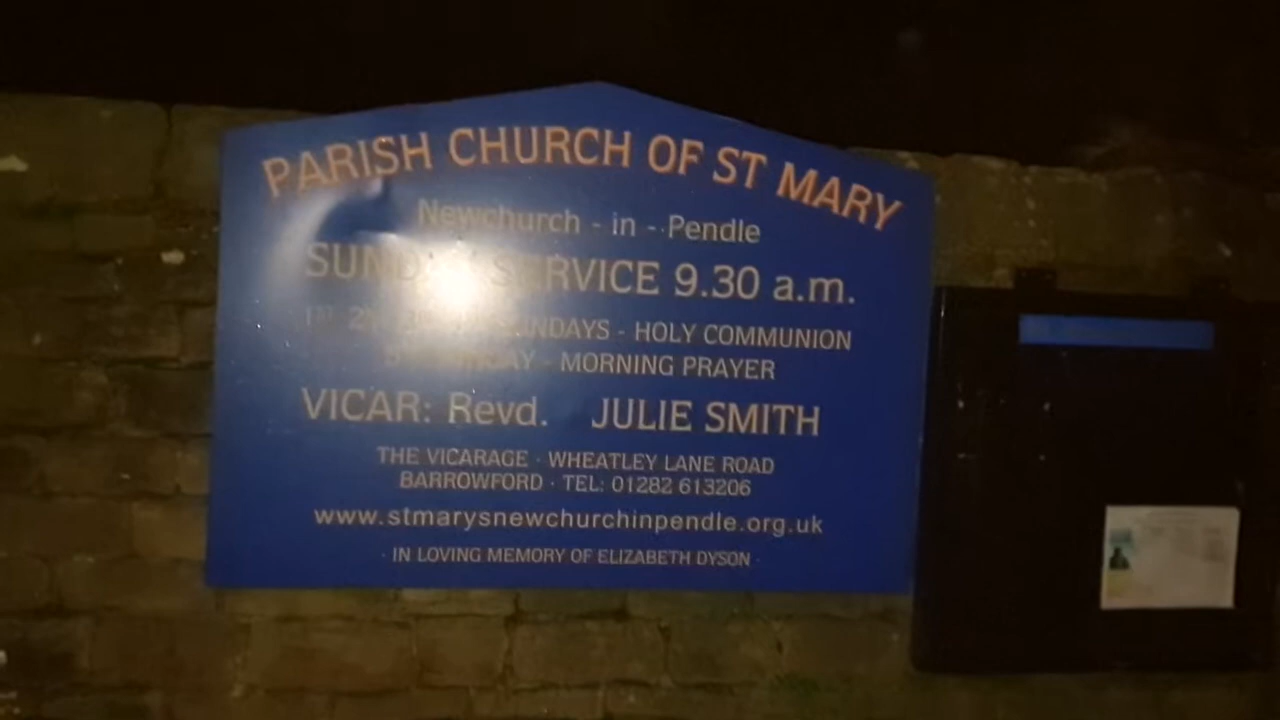 PARISH CHURCH OF ST MARY
Newchurch - in - Pendle
SUNDAY SERVICE 9.30 a.m.
SUNDAYS - HOLY COMMUNION
SUNDAY - MORNING PRAYER
VICAR: Revd. JULIE SMITH
THE VICARAGE · WHEATLEY LANE ROAD
BARROWFORD · TEL: 01282 613206
www.stmarysnewchurchinpendle.org.uk
· IN LOVING MEMORY OF ELIZABETH DYSON ·